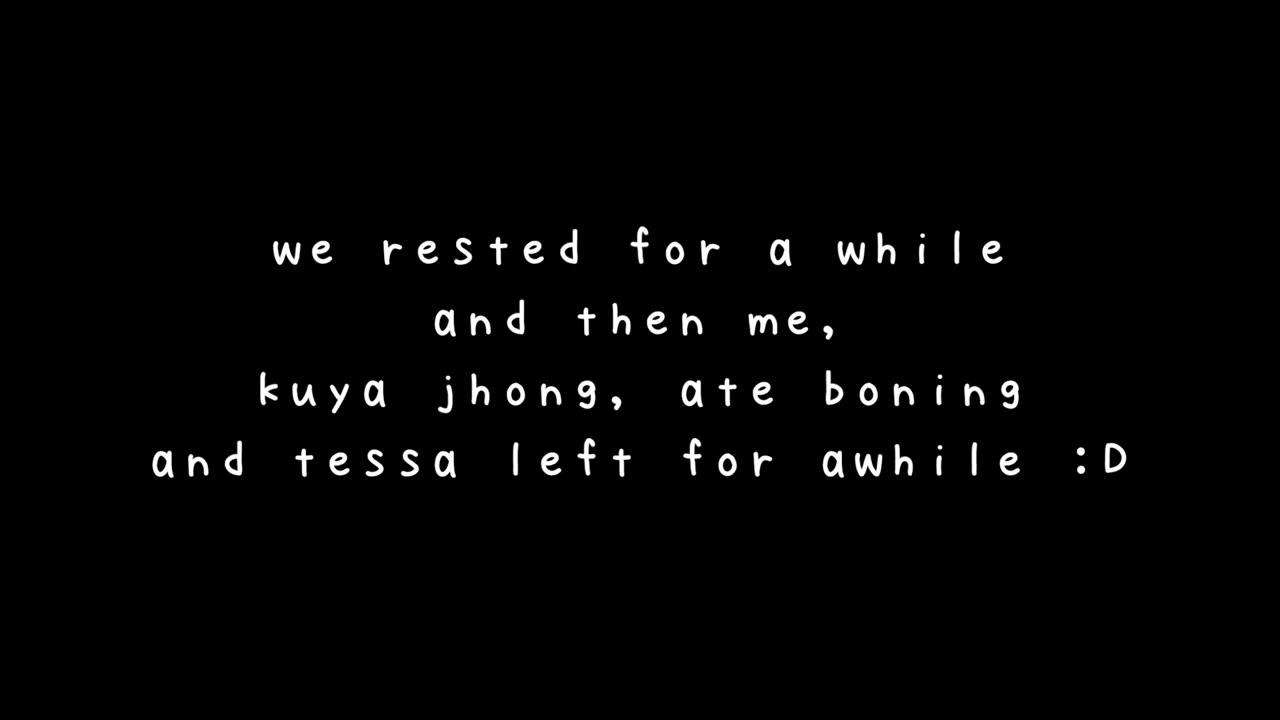 we rested for a while
and then me,
kuya jhong, ate boning
and tessa left for awhile :D